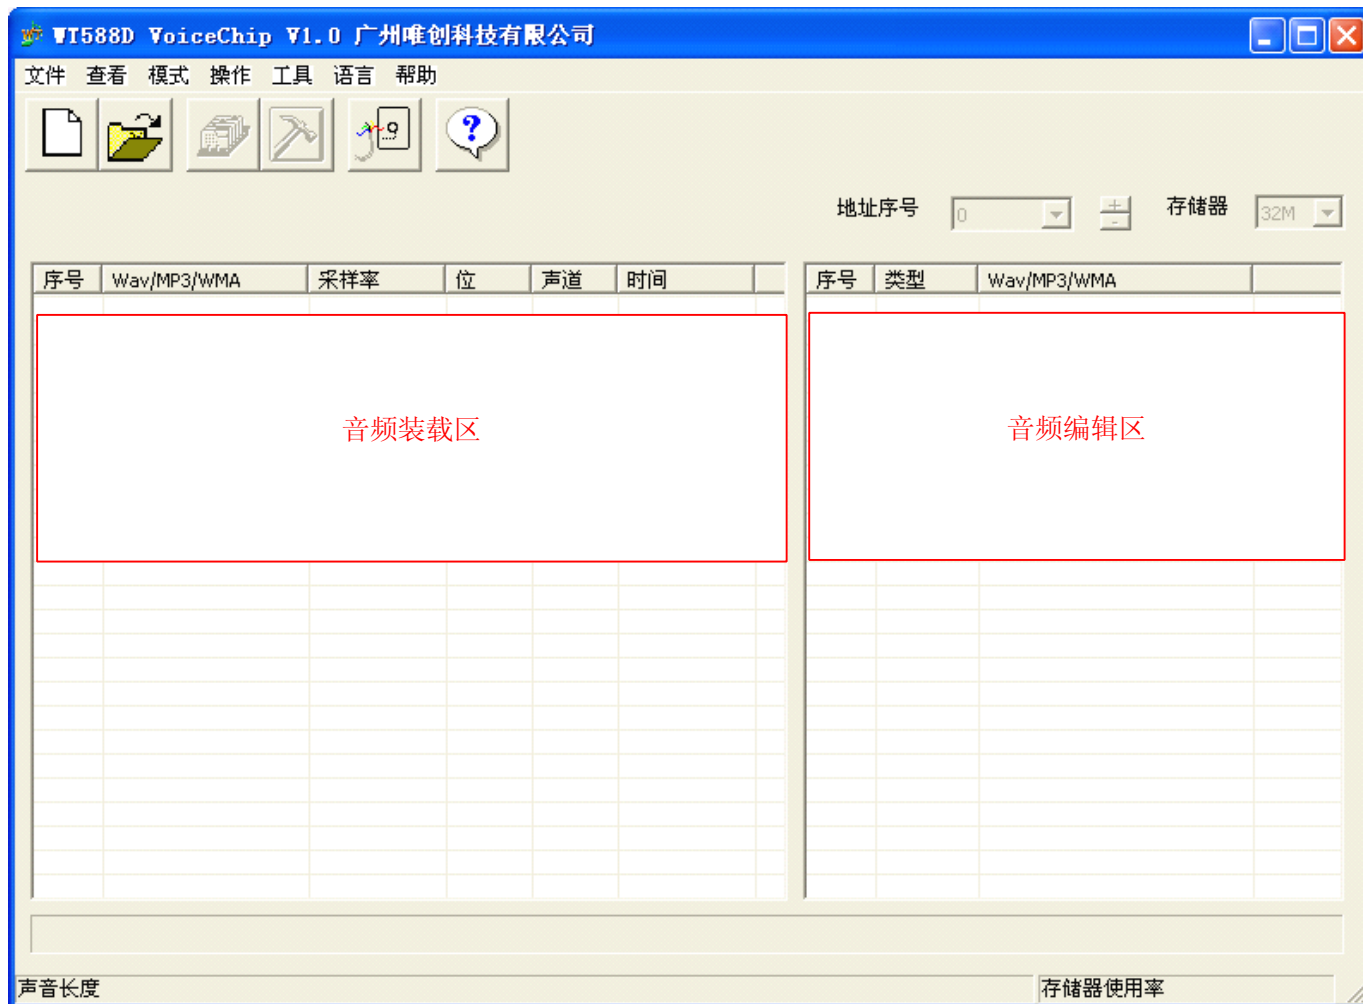 WT588D VoiceChip V1.0 广州唯创科技有限公司
文件 查看 模式 操作 工具 语言 帮助
地址序号 0 + - 存储器 32M
序号 Wav/MP3/WMA 采样率 位 声道 时间
序号 类型 Wav/MP3/WMA
音频装载区
音频编辑区
声音长度
存储器使用率